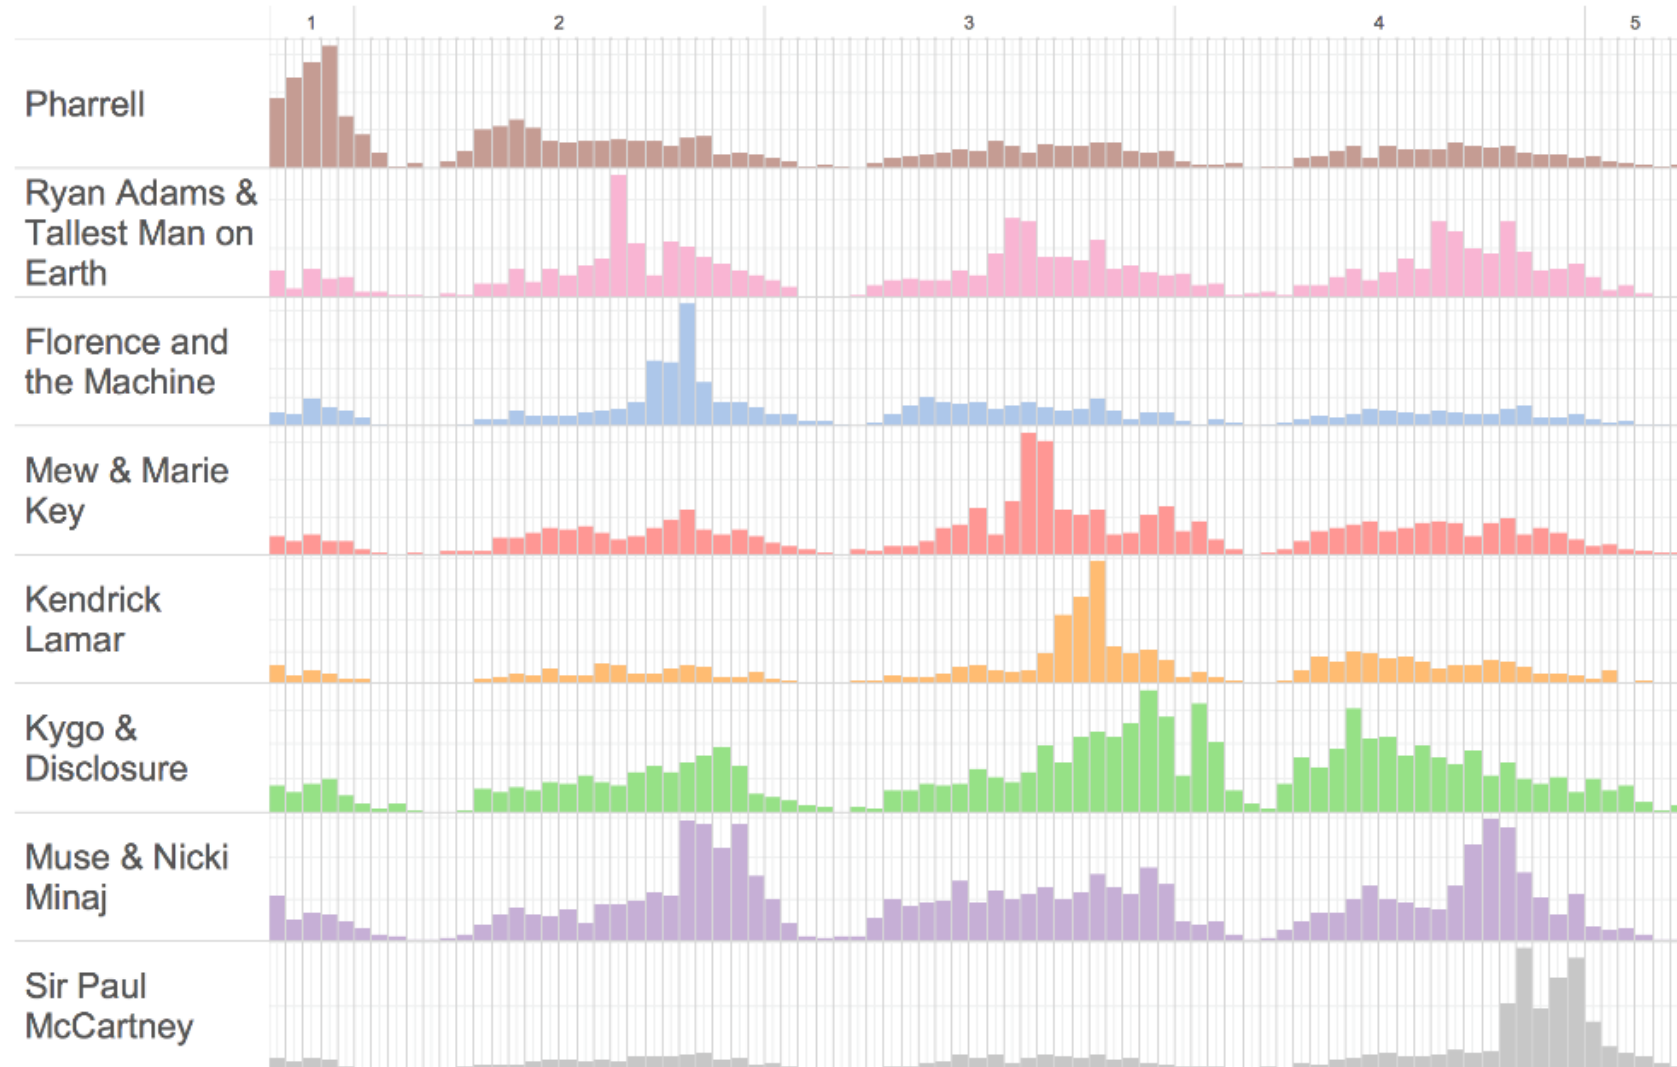 1 2 3 4 5
Pharrell
Ryan Adams &
Tallest Man on
Earth
Florence and
the Machine
Mew & Marie
Key
Kendrick
Lamar
Kygo &
Disclosure
Muse & Nicki
Minaj
Sir Paul
McCartney